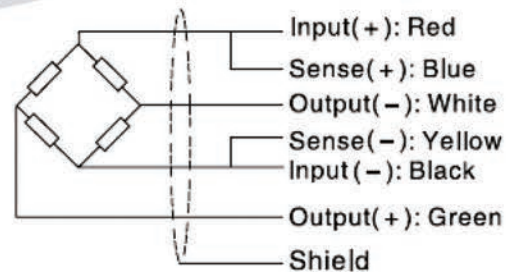 Input(+): Red
Sense(+): Blue
Output(−): White
Sense(−): Yellow
Input(−): Black
Output(+): Green
Shield